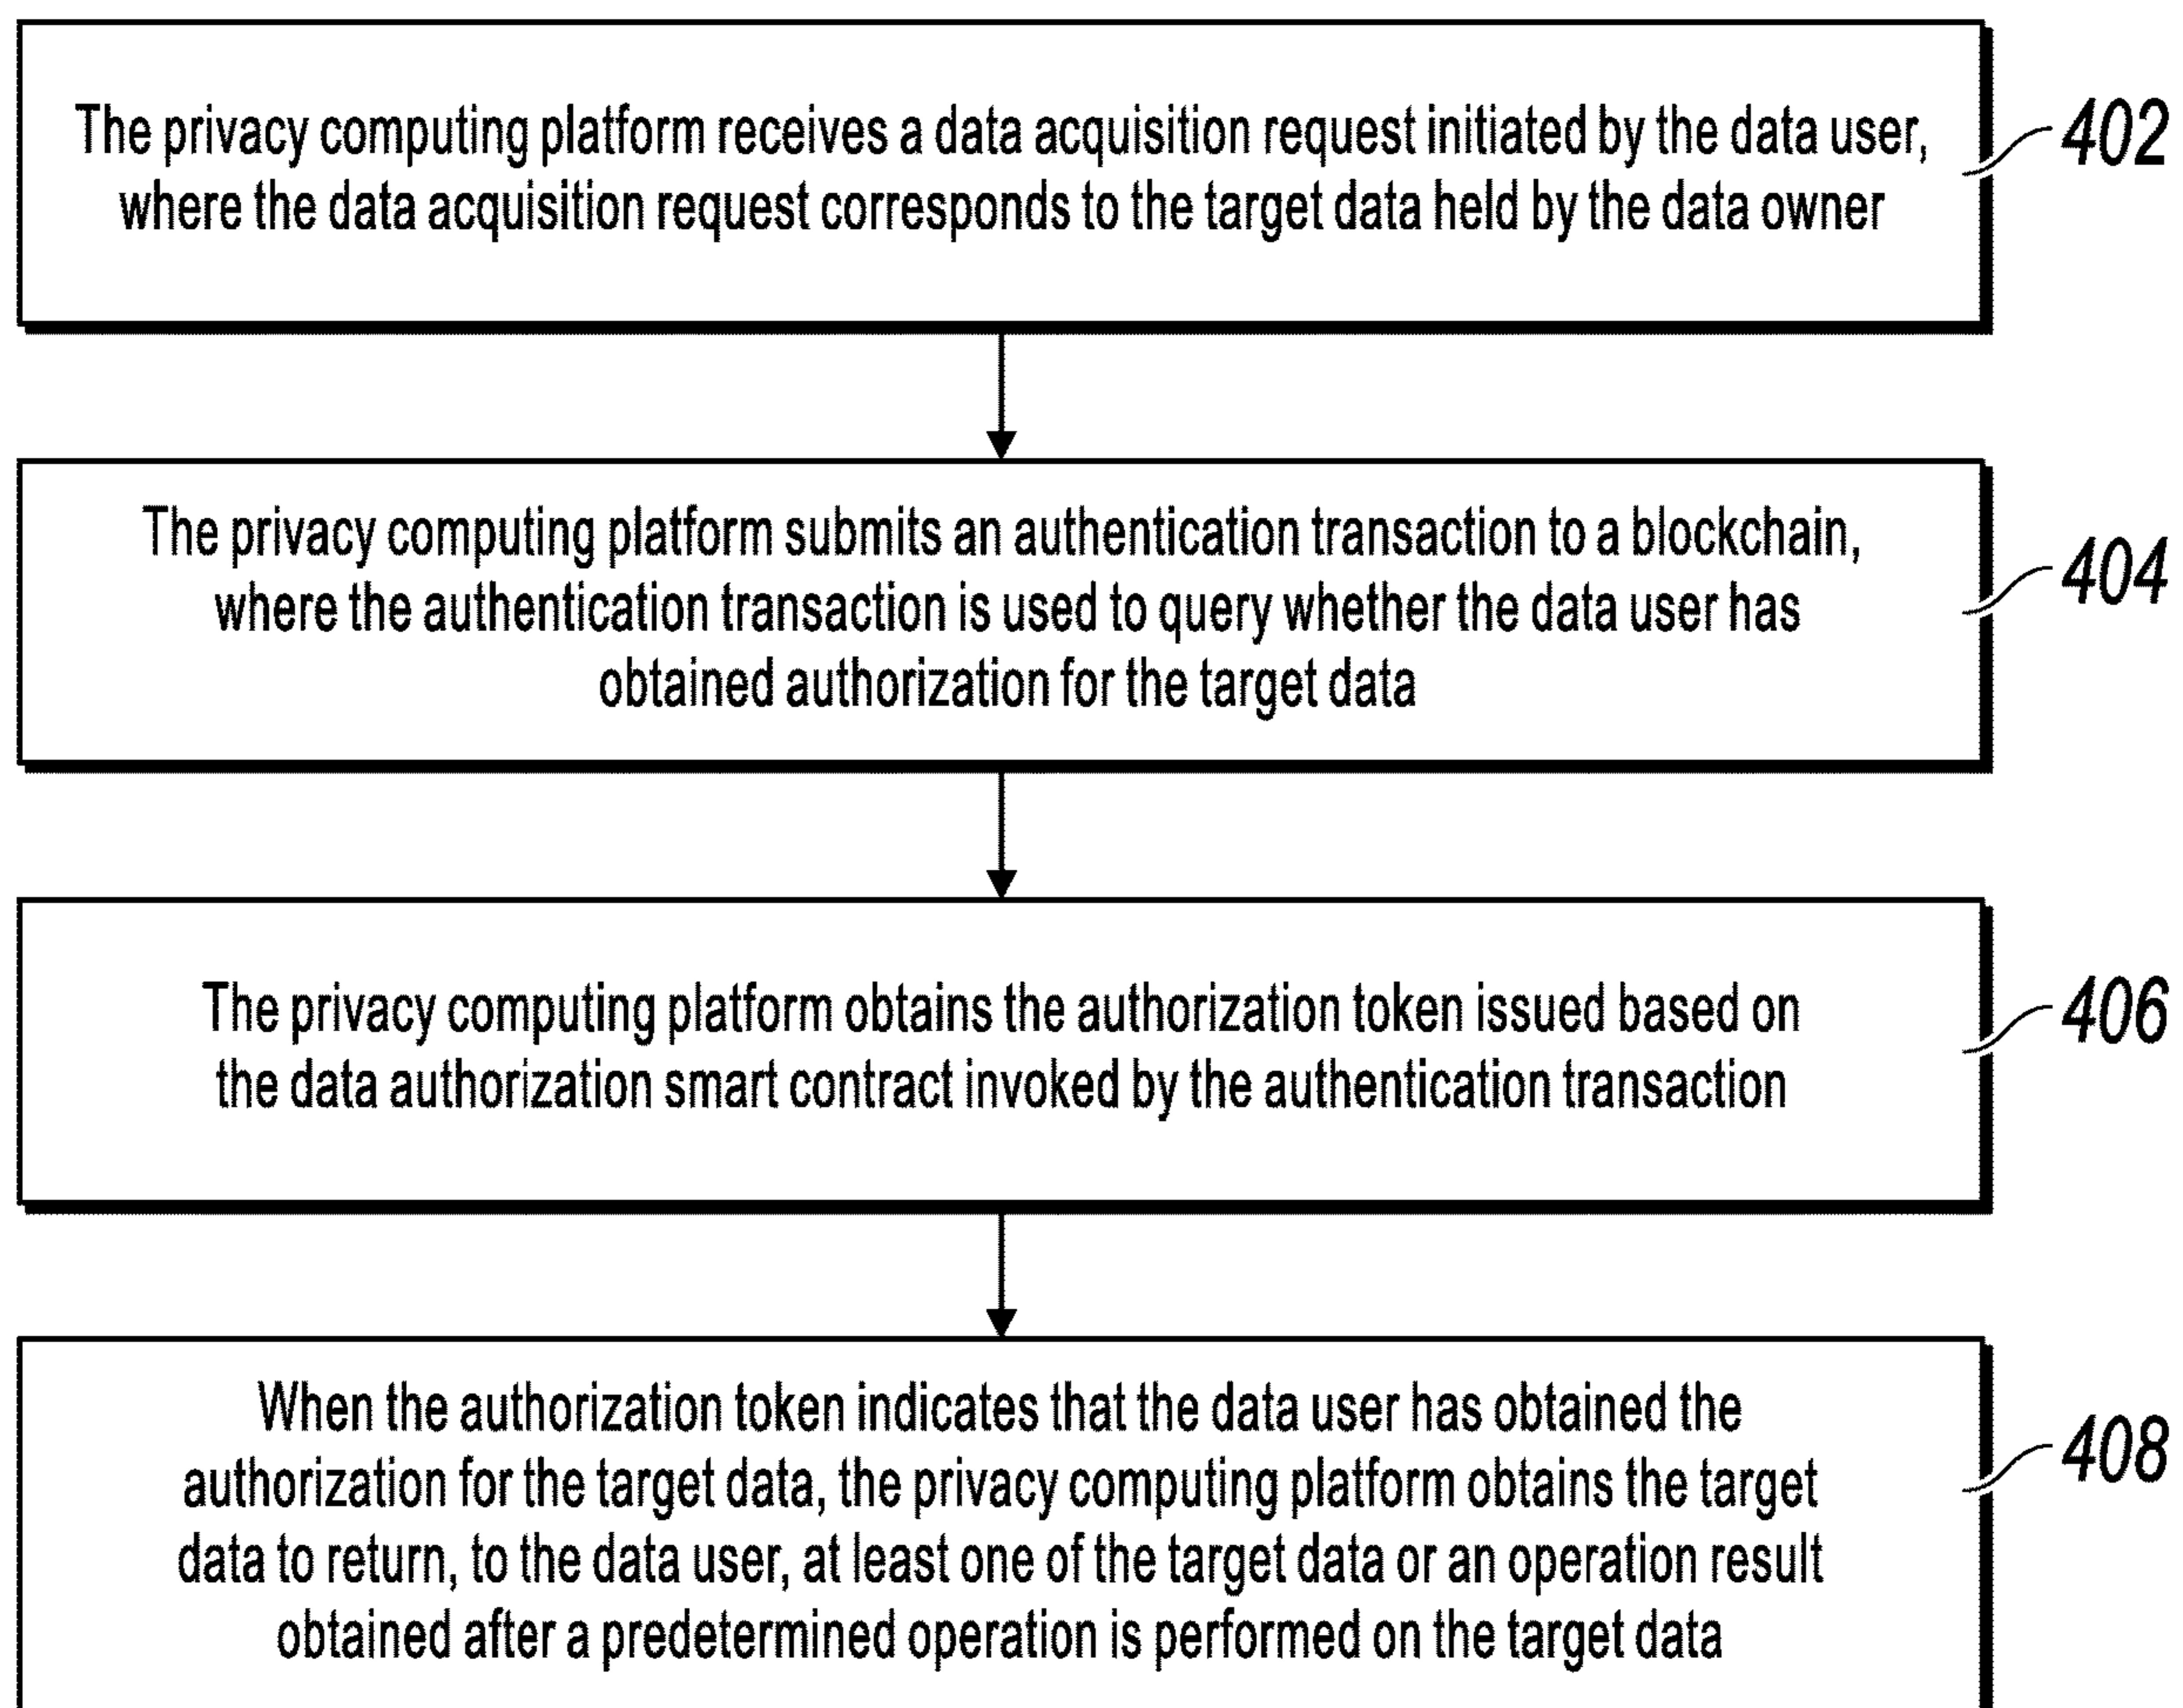 The privacy computing platform receives a data acquisition request initiated by the data user,
where the data acquisition request corresponds to the target data held by the data owner
402
The privacy computing platform submits an authentication transaction to a blockchain,
where the authentication transaction is used to query whether the data user has
obtained authorization for the target data
404
The privacy computing platform obtains the authorization token issued based on
the data authorization smart contract invoked by the authentication transaction
406
When the authorization token indicates that the data user has obtained the
authorization for the target data, the privacy computing platform obtains the target
data to return, to the data user, at least one of the target data or an operation result
obtained after a predetermined operation is performed on the target data
408